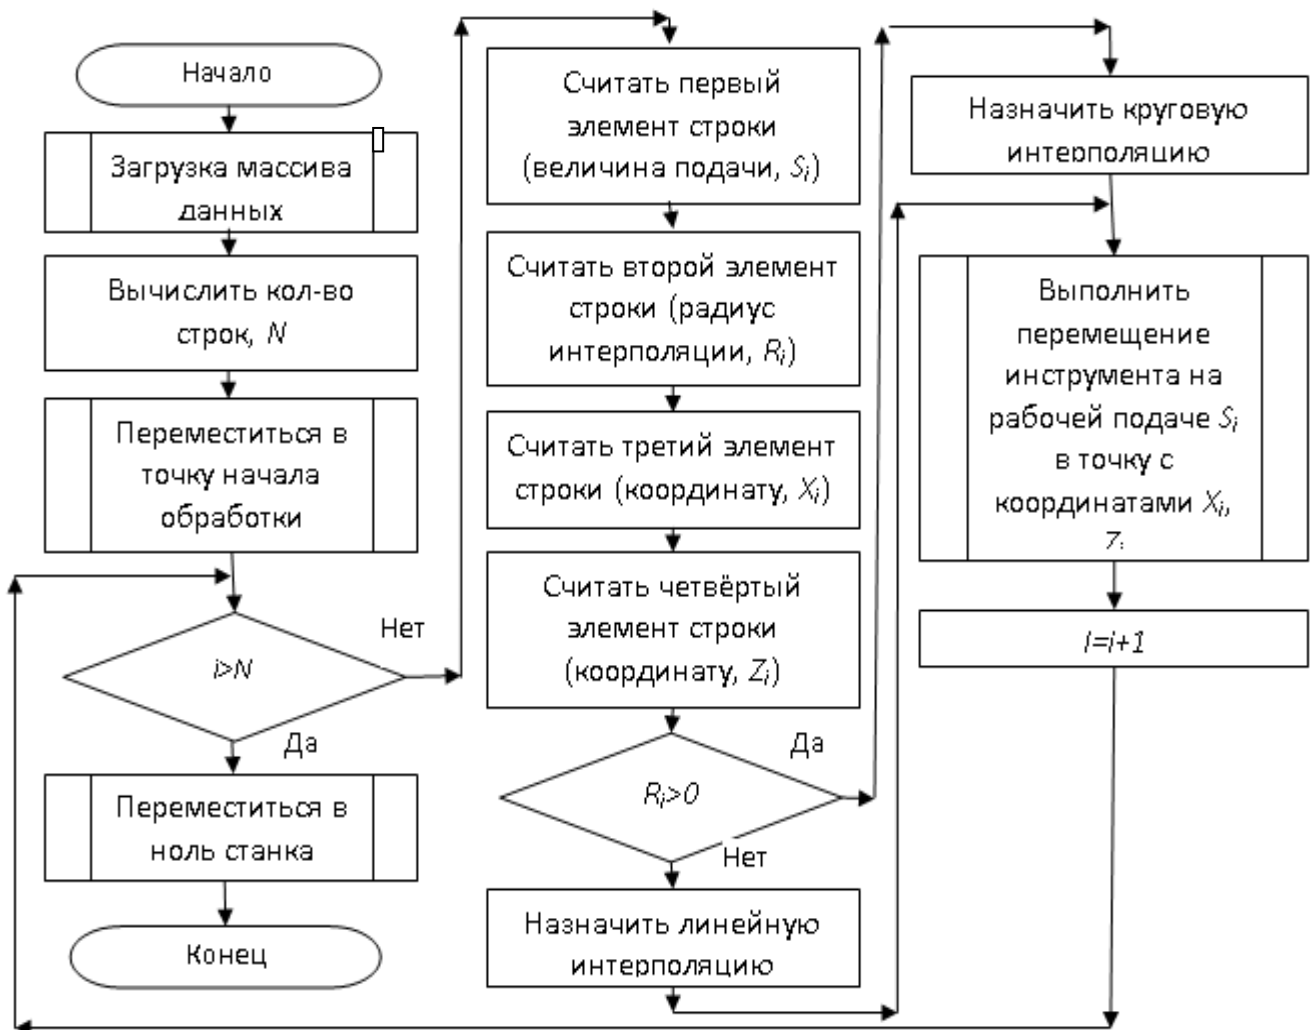 Начало
Загрузка массива
данных
Вычислить кол-во
строк, N
Переместиться в
точку начала
обработки
i>N
Нет
Да
Переместиться в
ноль станка
Конец
Считать первый
элемент строки
(величина подачи, Sᵢ)
Считать второй элемент
строки (радиус
интерполяции, Rᵢ)
Считать третий элемент
строки (координату, Xᵢ)
Считать четвёртый
элемент строки
(координату, Zᵢ)
Rᵢ>0
Да
Нет
Назначить линейную
интерполяцию
Назначить круговую
интерполяцию
Выполнить
перемещение
инструмента на
рабочей подаче Sᵢ
в точку с
координатами Xᵢ,
Zᵢ
I=i+1